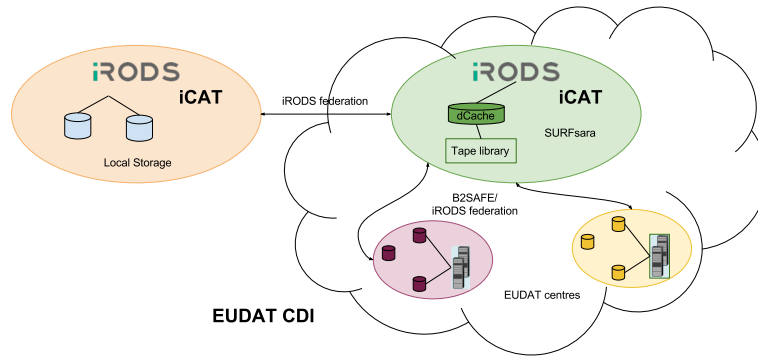 iRODS
iCAT
Local Storage
iRODS federation
iRODS
iCAT
dCache
SURFsara
Tape library
B2SAFE/
iRODS federation
EUDAT centres
EUDAT CDI